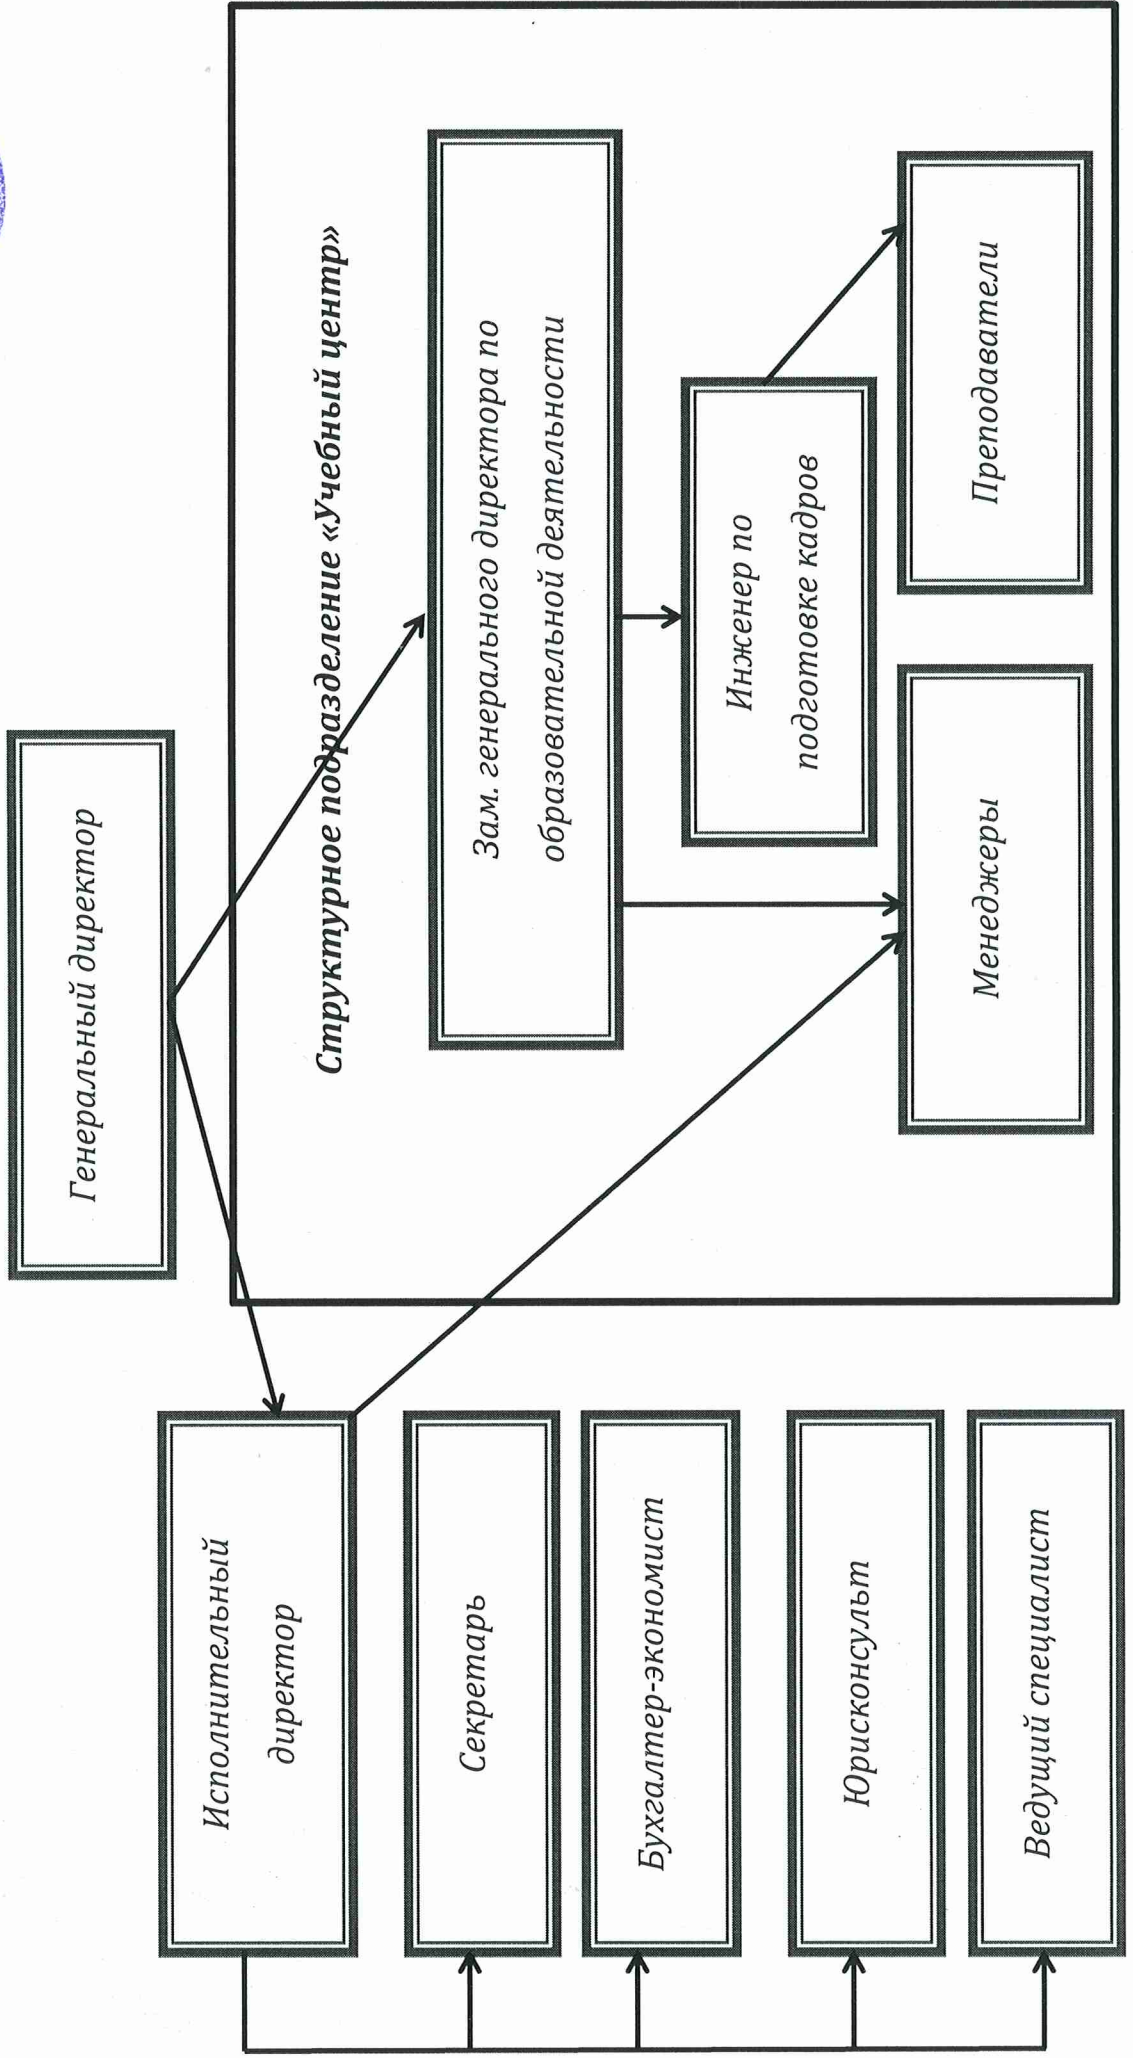 Генеральный директор
Структурное подразделение «Учебный центр»
Исполнительный
директор
Зам. генерального директора по
образовательной деятельности
Секретарь
Бухгалтер-экономист
Инженер по
подготовке кадров
Юрисконсульт
Менеджеры
Преподаватели
Ведущий специалист